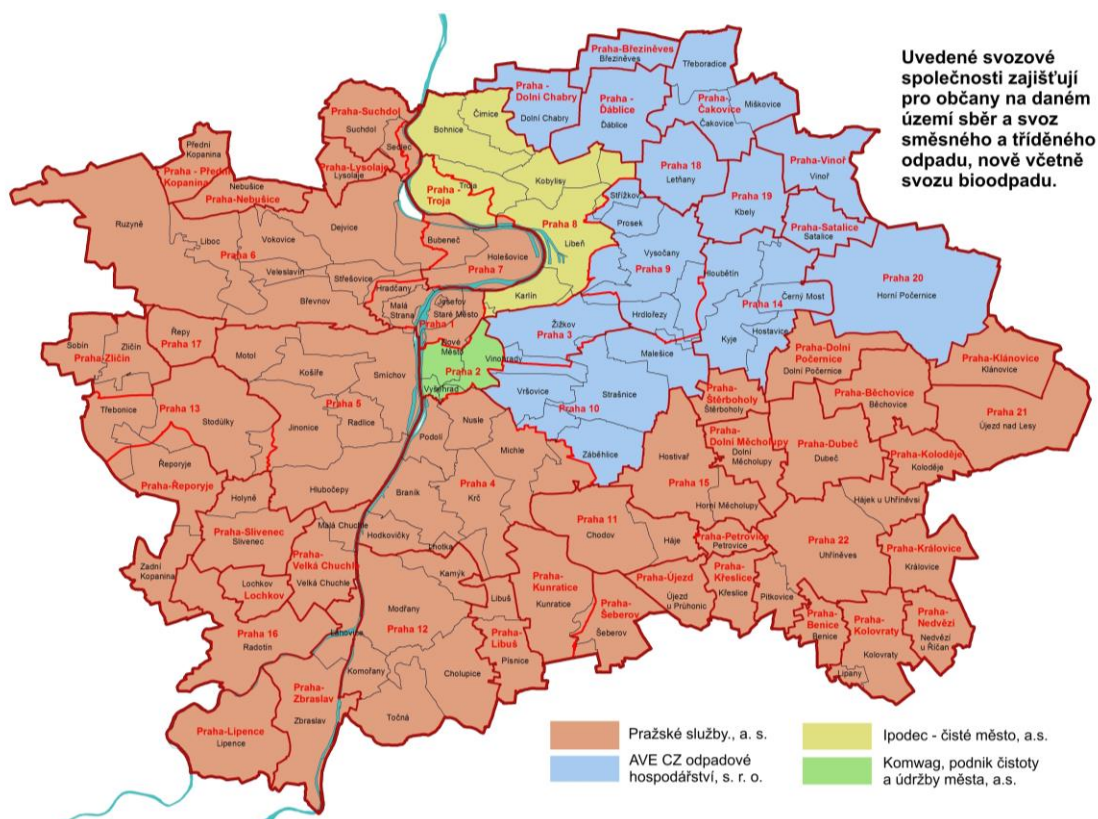 Uvedené svozové
společnosti zajišťují
pro občany na daném
území sběr a svoz
směsného a tříděného
odpadu, nově včetně
svozu bioodpadu.
Praha-Březiněves
Březiněves
Třeboradice
Praha -
Dolní Chabry
Dolní Chabry
Praha -
Ďáblice
Ďáblice
Praha-
Čakovice
Čakovice
Miškovice
Praha-Suchdol
Suchdol
Sedlec
Čimice
Bohnice
Přední
Kopanina
Praha - Přední
Kopanina
Praha-Lysolaje
Lysolaje
Nebušice
Praha-Nebušice
Praha -
Troja
Troja
Kobylisy
Praha 18
Letňany
Praha-Vinoř
Vinoř
Střížkov
Prosek
Praha 19
Kbely
Praha-Satalice
Satalice
Ruzyně
Liboc
Praha 6
Vokovice
Dejvice
Veleslavín
Střešovice
Břevnov
Bubeneč
Holešovice
Praha 7
Praha 8
Libeň
Karlín
Vysočany
Praha 9
Hrdlořezy
Hloubětín
Praha 14
Černý Most
Hostavice
Kyje
Praha 20
Horní Počernice
Hradčany
Malá
Strana
Josefov
Staré Město
Praha 1
Nové
Město
Praha 2
Vyšehrad
Vinohrady
Žižkov
Praha 3
Malešice
Vršovice
Strašnice
Praha 10
Záběhlice
Sobín
Zličín
Praha-Zličín
Řepy
Praha 17
Motol
Košíře
Smíchov
Praha 5
Radlice
Jinonice
Hlubočepy
Třebonice
Praha 13
Stodůlky
Řeporyje
Praha-Řeporyje
Holyně
Praha-Slivenec
Slivenec
Malá Chuchle
Praha-
Velká Chuchle
Velká Chuchle
Zadní
Kopanina
Lochkov
Lochkov
Praha 16
Radotín
Lahovice
Praha-Lipence
Lipence
Praha-
Zbraslav
Zbraslav
Podolí
Nusle
Michle
Praha 4
Krč
Braník
Hodkovičky
Lhotka
Kamýk
Modřany
Praha 12
Komořany
Cholupice
Točná
Libuš
Praha-
Libuš
Písnice
Praha 11
Chodov
Háje
Praha-
Kunratice
Kunratice
Praha-
Šeberov
Šeberov
Praha-Újezd
Újezd
u Průhonic
Praha-
Křeslice
Křeslice
Pitkovice
Praha-Petrovice
Petrovice
Hostivař
Praha 15
Horní Měcholupy
Praha-
Štěrboholy
Štěrboholy
Praha-
Dolní Měcholupy
Dolní
Měcholupy
Praha-Dolní
Počernice
Dolní Počernice
Praha-Dubeč
Dubeč
Praha-
Běchovice
Běchovice
Praha-Klánovice
Klánovice
Praha 21
Újezd nad Lesy
Praha-Koloděje
Koloděje
Hájek u Uhříněvsi
Praha 22
Uhříněves
Praha-Královice
Královice
Praha-
Benice
Benice
Praha-
Kolovraty
Kolovraty
Lipany
Praha-
Nedvězí
Nedvězí
u Říčan
Pražské služby., a. s.
AVE CZ odpadové
hospodářství, s. r. o.
Ipodec - čisté město, a.s.
Komwag, podnik čistoty
a údržby města, a.s.